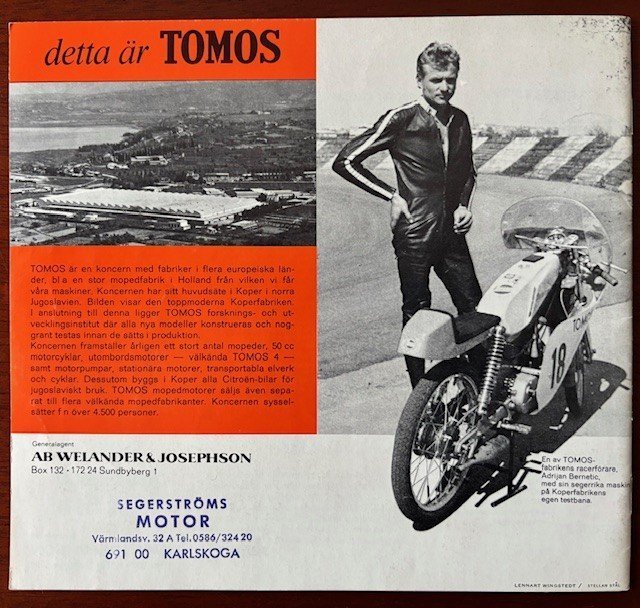 detta är TOMOS
TOMOS är en koncern med fabriker i flera europeiska län-
der, bl a en stor mopedfabrik i Holland från vilken vi får
våra maskiner. Koncernen har sitt huvudsäte i Koper i norra
Jugoslavien. Bilden visar den toppmoderna Koperfabriken.
I anslutning till denna ligger TOMOS forsknings- och ut-
vecklingsinstitut där alla nya modeller konstrueras och nog-
grant testas innan de sätts i produktion.
Koncernen framställer årligen ett stort antal mopeder, 50 cc
motorcyklar, utombordsmotorer — välkända TOMOS 4 —
samt motorpumpar, stationära motorer, transportabla elverk
och cyklar. Dessutom byggs i Koper alla Citroën-bilar för
jugoslaviskt bruk. TOMOS mopedmotorer säljs även sepa-
rat till flera välkända mopedfabrikanter. Koncernen syssel-
sätter f n över 4.500 personer.
Generalagent
AB WELANDER & JOSEPHSON
Box 132 · 172 24 Sundbyberg 1
SEGERSTRÖMS
MOTOR
Värmlandsv. 32 A Tel. 0586/324 20
691 00 KARLSKOGA
TOMOS
18
En av TOMOS-
fabrikens racerförare,
Adrijan Bernetic,
med sin segerrika maskin
på Koperfabrikens
egen testbana.
LENNART WINGSTEDT / STELLAN STÅL